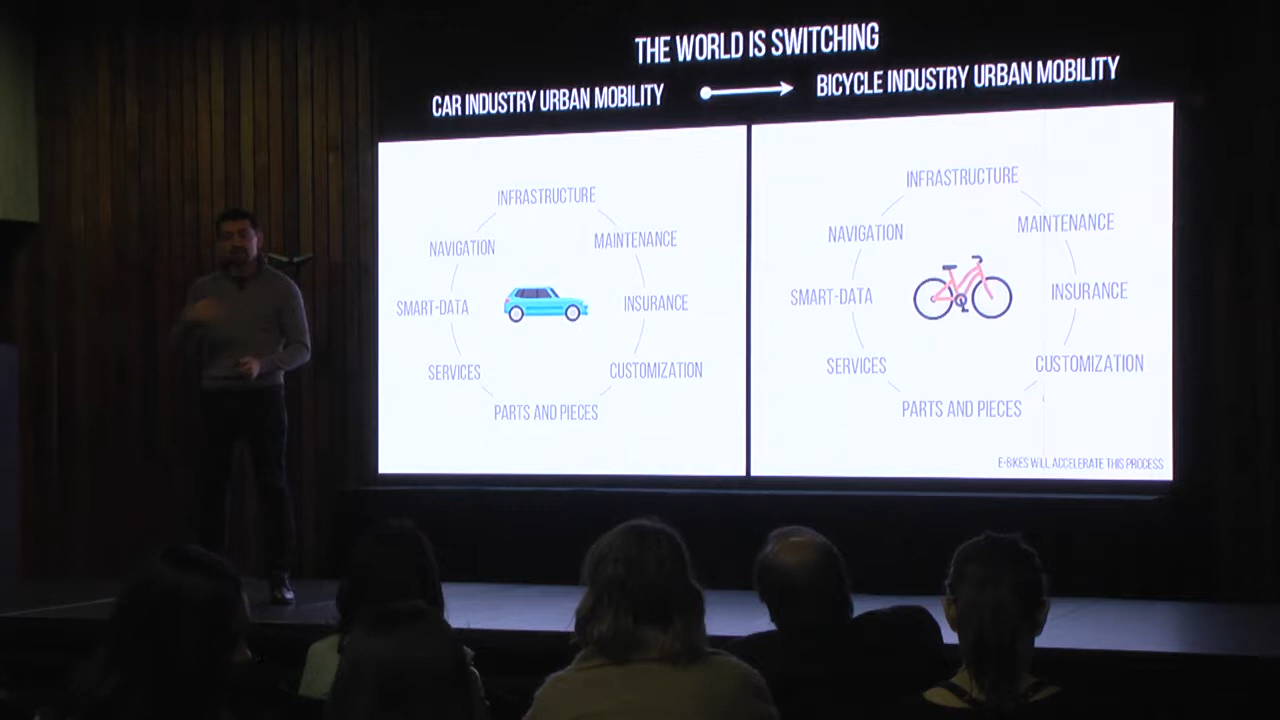 THE WORLD IS SWITCHING
CAR INDUSTRY URBAN MOBILITY
BICYCLE INDUSTRY URBAN MOBILITY
INFRASTRUCTURE
NAVIGATION
MAINTENANCE
SMART-DATA
INSURANCE
SERVICES
CUSTOMIZATION
PARTS AND PIECES
INFRASTRUCTURE
NAVIGATION
MAINTENANCE
SMART-DATA
INSURANCE
SERVICES
CUSTOMIZATION
PARTS AND PIECES
E-BIKES WILL ACCELERATE THIS PROCESS